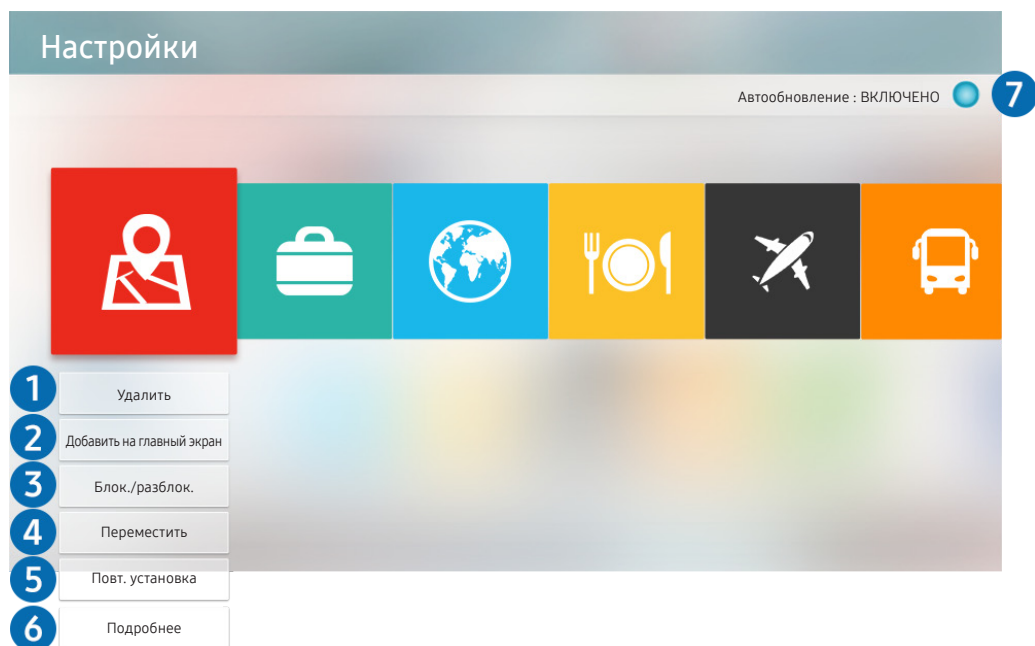 Настройки
Автообновление : ВКЛЮЧЕНО 7
1 Удалить
2 Добавить на главный экран
3 Блок./разблок.
4 Переместить
5 Повт. установка
6 Подробнее